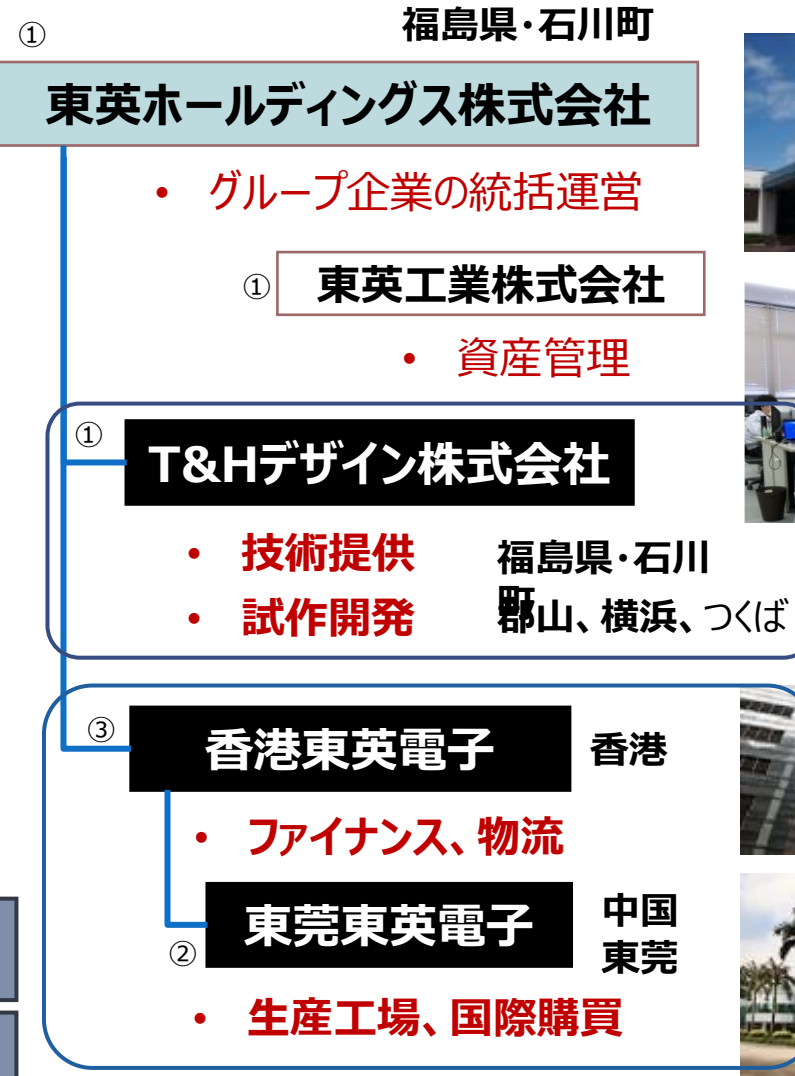 ① 福島県・石川町
東英ホールディングス株式会社
• グループ企業の統括運営
① 東英工業株式会社
• 資産管理
① T&Hデザイン株式会社
• 技術提供 福島県・石川
町
• 試作開発 郡山、横浜、つくば
③ 香港東英電子 香港
• ファイナンス、物流
② 東莞東英電子 中国
東莞
• 生産工場、国際購買